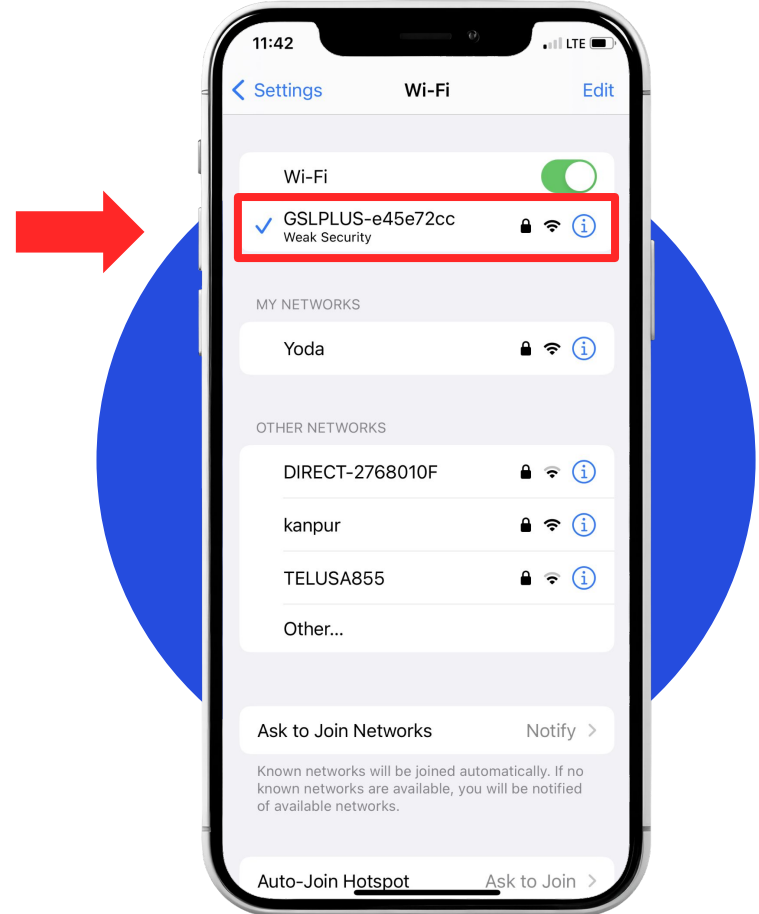 11:42
LTE
Settings
Wi-Fi
Edit
Wi-Fi
GSLPLUS-e45e72cc
Weak Security
MY NETWORKS
Yoda
OTHER NETWORKS
DIRECT-2768010F
kanpur
TELUSA855
Other...
Ask to Join Networks
Notify
Known networks will be joined automatically. If no
known networks are available, you will be notified
of available networks.
Auto-Join Hotspot
Ask to Join